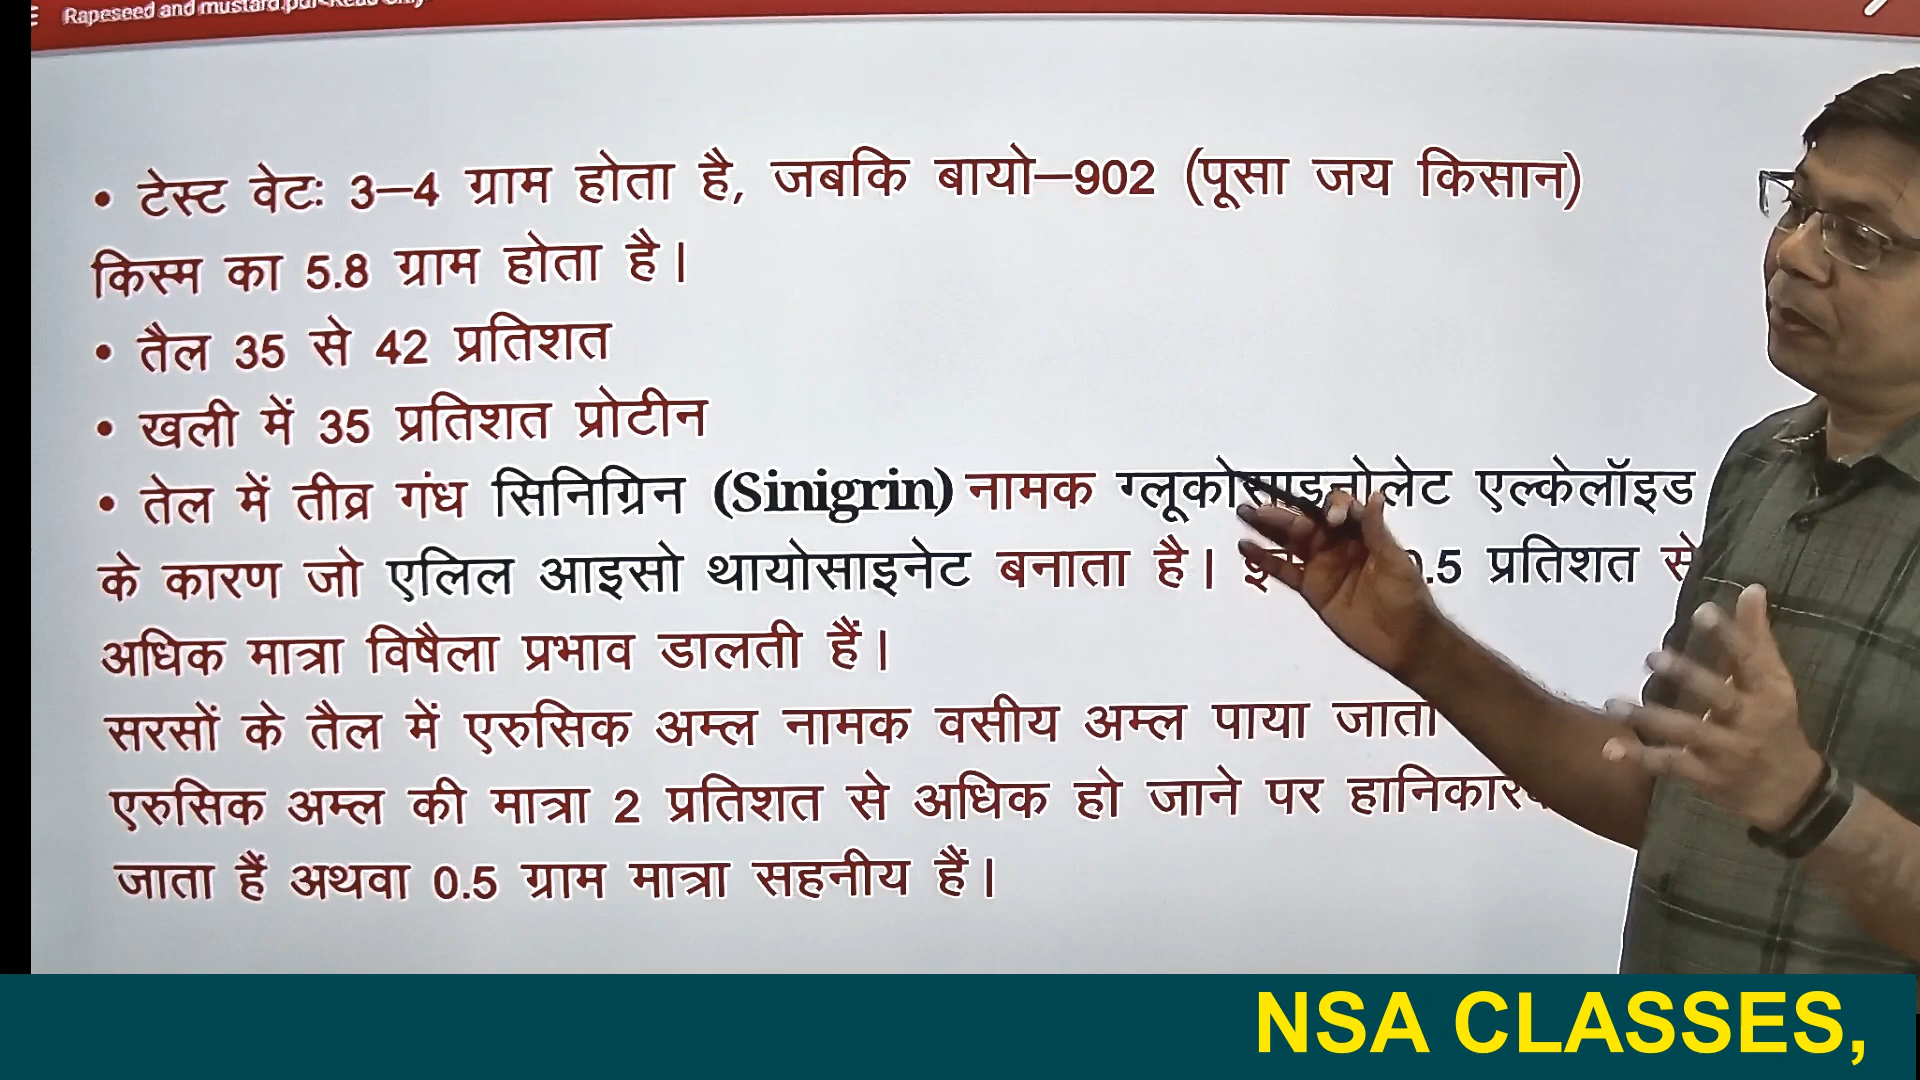 Rapeseed and mustard.pdf
• टेस्ट वेटः 3–4 ग्राम होता है, जबकि बायो–902 (पूसा जय किसान)
किस्म का 5.8 ग्राम होता है।
• तैल 35 से 42 प्रतिशत
• खली में 35 प्रतिशत प्रोटीन
• तेल में तीव्र गंध सिनिग्रिन (Sinigrin) नामक ग्लूकोसाइनोलेट एल्केलॉइड
के कारण जो एलिल आइसो थायोसाइनेट बनाता है। .5 प्रतिशत से
अधिक मात्रा विषैला प्रभाव डालती हैं।
सरसों के तैल में एरुसिक अम्ल नामक वसीय अम्ल पाया जाता
एरुसिक अम्ल की मात्रा 2 प्रतिशत से अधिक हो जाने पर
जाता हैं अथवा 0.5 ग्राम मात्रा सहनीय हैं।
NSA CLASSES,